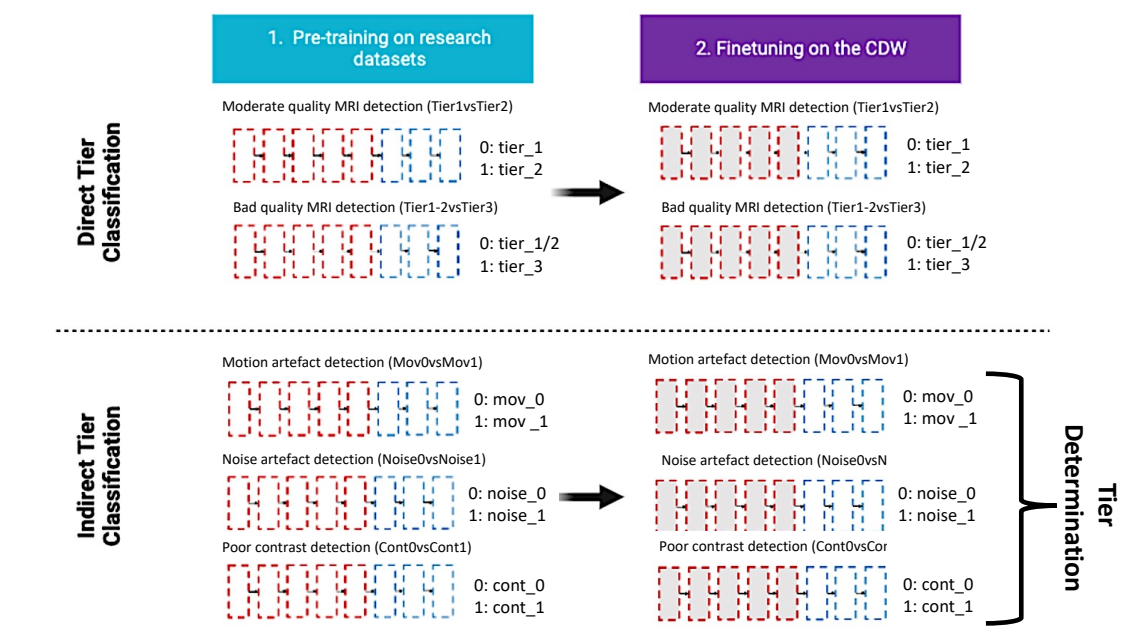 1. Pre-training on research
datasets
2. Finetuning on the CDW
Direct Tier
Classification
Moderate quality MRI detection (Tier1vsTier2)
0: tier_1
1: tier_2
Bad quality MRI detection (Tier1-2vsTier3)
0: tier_1/2
1: tier_3
Moderate quality MRI detection (Tier1vsTier2)
0: tier_1
1: tier_2
Bad quality MRI detection (Tier1-2vsTier3)
0: tier_1/2
1: tier_3
Indirect Tier
Classification
Motion artefact detection (Mov0vsMov1)
0: mov_0
1: mov _1
Noise artefact detection (Noise0vsNoise1)
0: noise_0
1: noise_1
Poor contrast detection (Cont0vsCont1)
0: cont_0
1: cont_1
Motion artefact detection (Mov0vsMov1)
0: mov_0
1: mov _1
Noise artefact detection (Noise0vsN
0: noise_0
1: noise_1
Poor contrast detection (Cont0vsCor
0: cont_0
1: cont_1
Tier
Determination